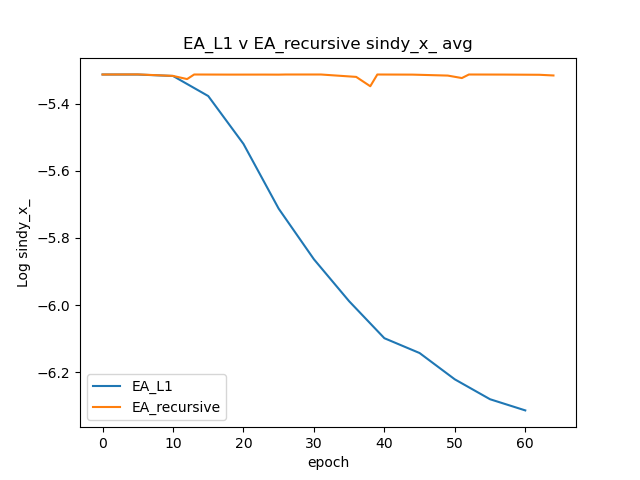 EA_L1 v EA_recursive sindy_x_ avg
Log sindy_x_
−5.4
−5.6
−5.8
−6.0
−6.2
EA_L1
EA_recursive
0 10 20 30 40 50 60
epoch